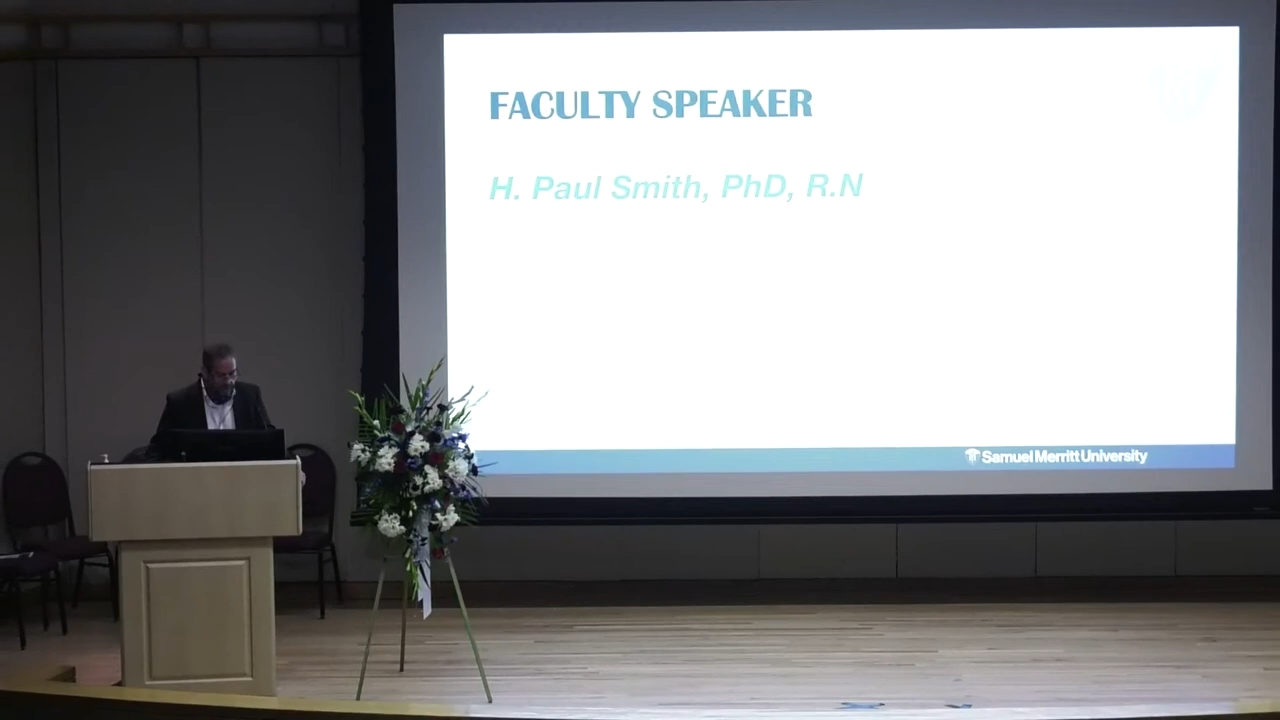 FACULTY SPEAKER
H. Paul Smith, PhD, R.N
Samuel Merritt University